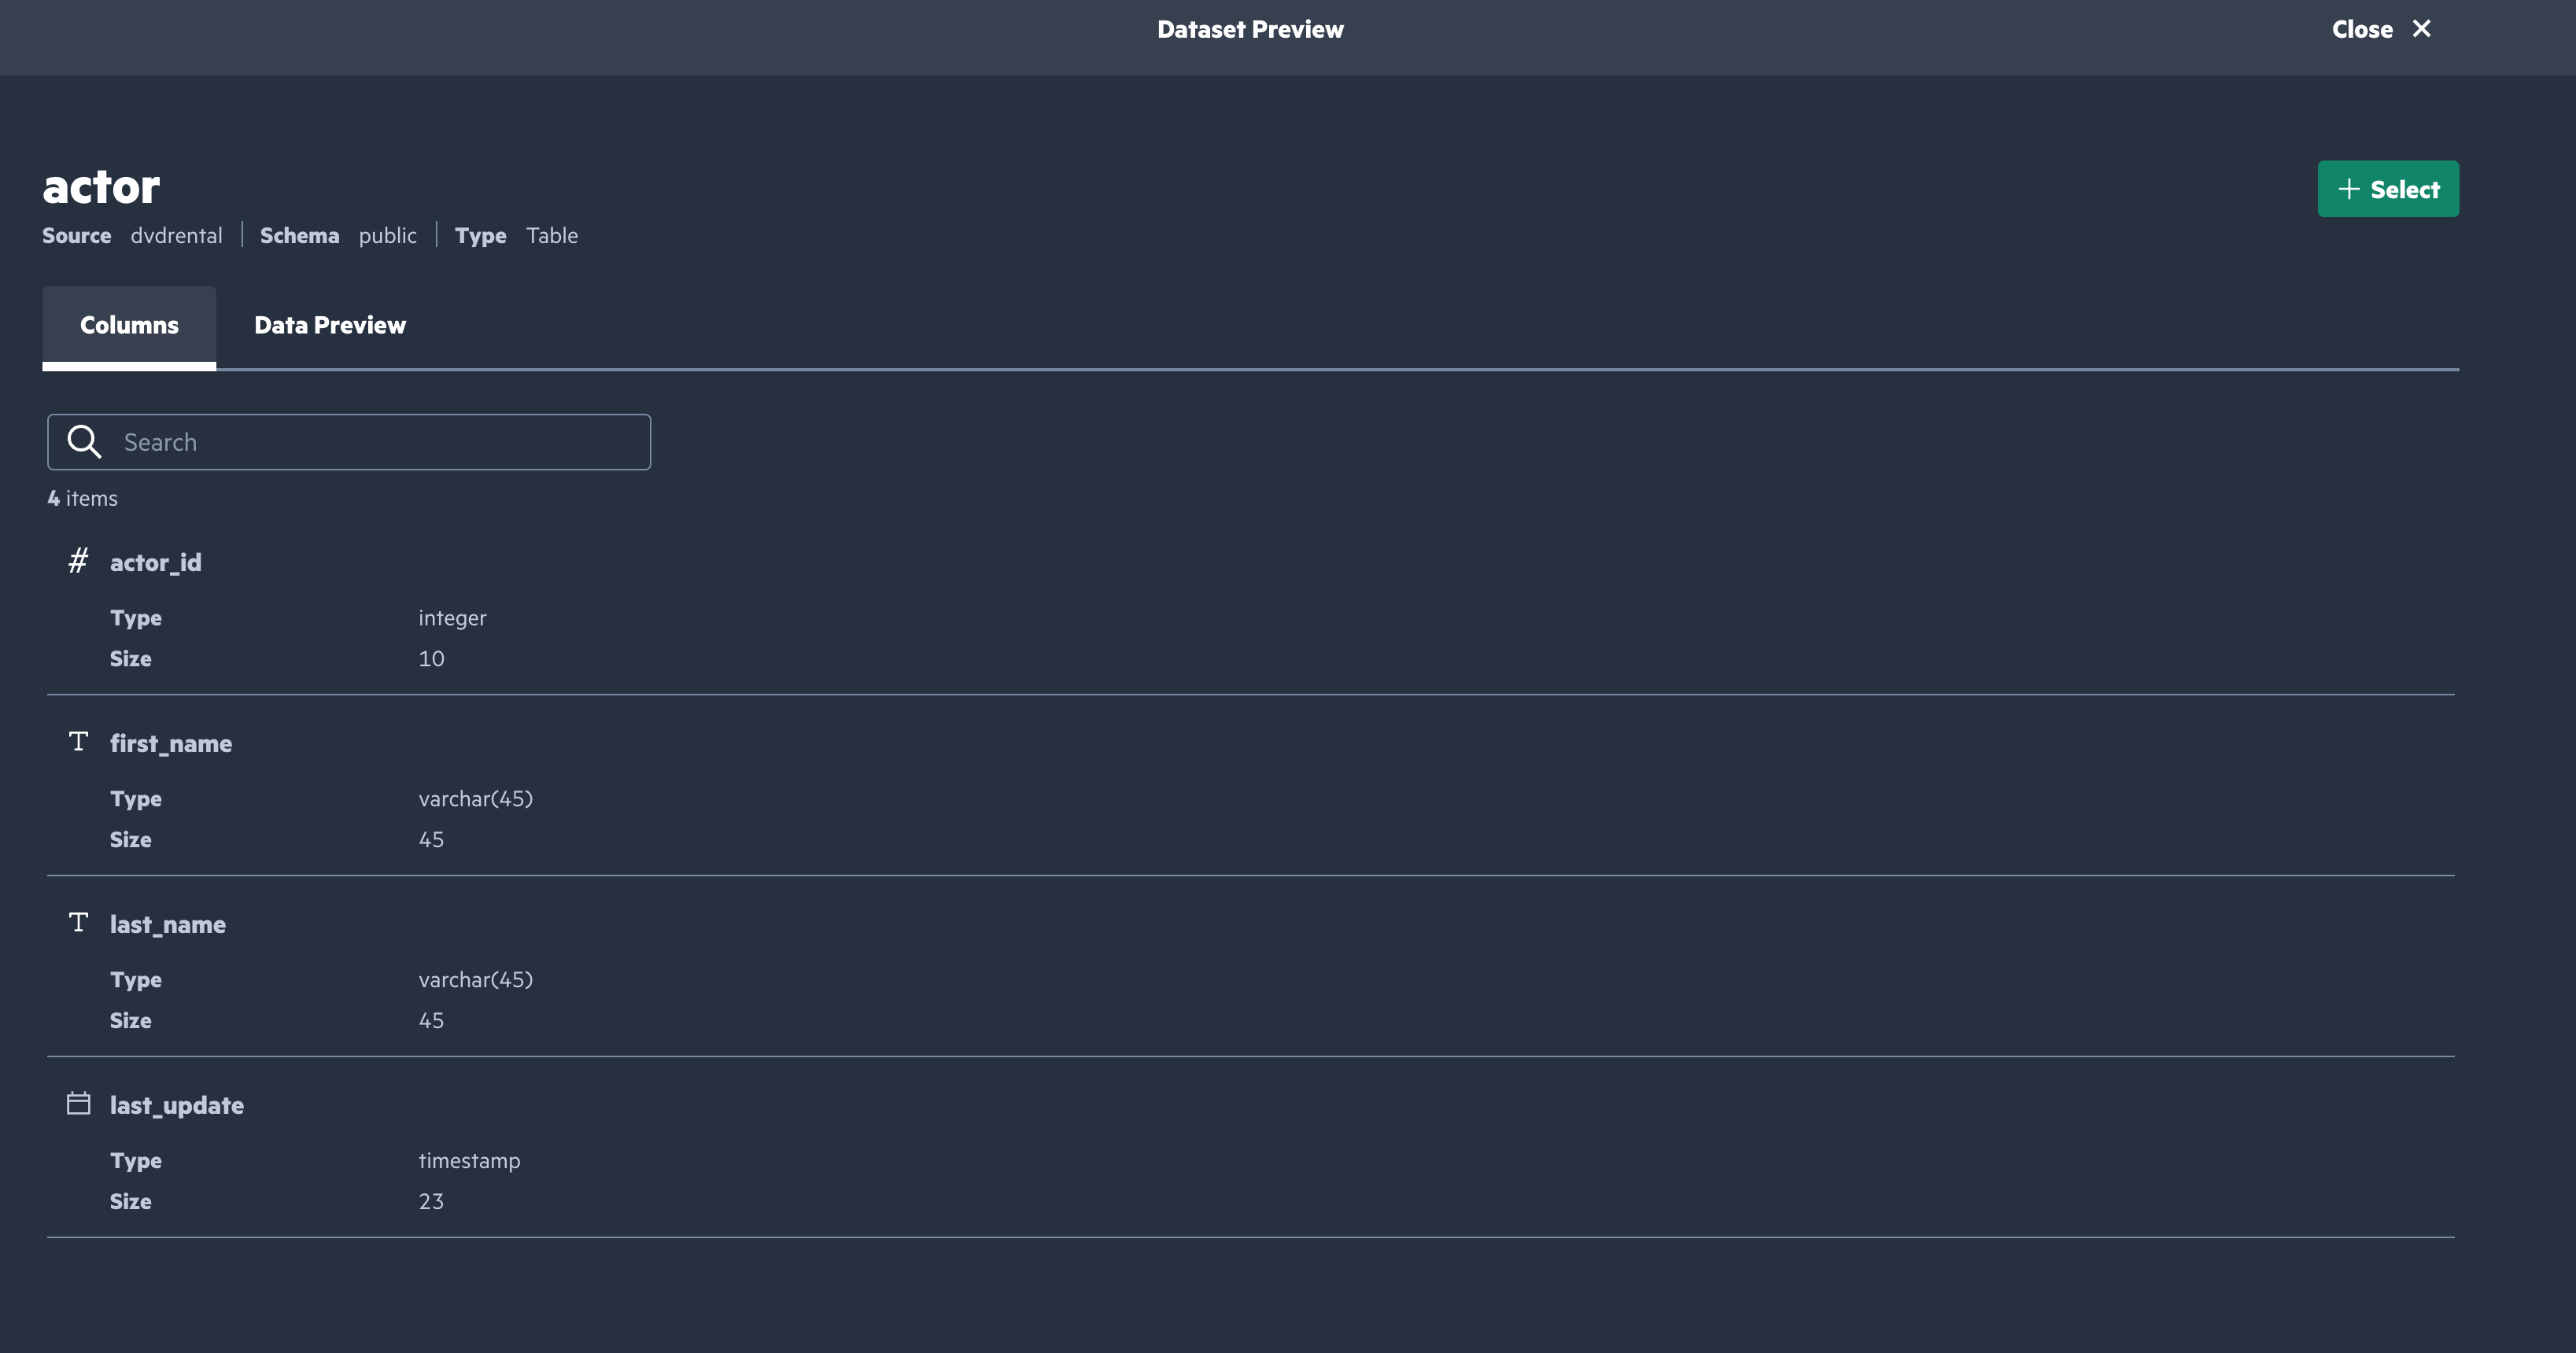 Dataset Preview
Close
actor
Select
Source dvdrental Schema public Type Table
Columns Data Preview
Search
4 items
# actor_id
Type integer
Size 10
T first_name
Type varchar(45)
Size 45
T last_name
Type varchar(45)
Size 45
last_update
Type timestamp
Size 23